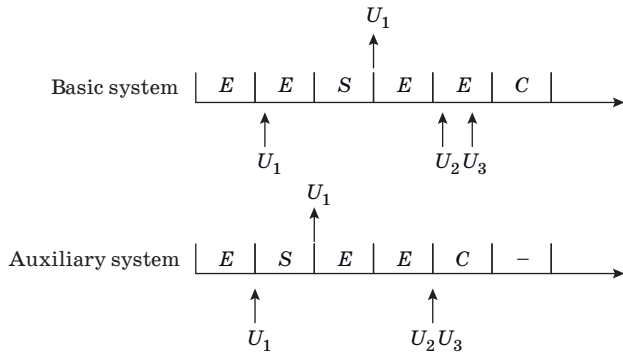 U₁
Basic system E E S E E C
U₁ U₂ U₃
U₁
Auxiliary system E S E E C –
U₁ U₂ U₃